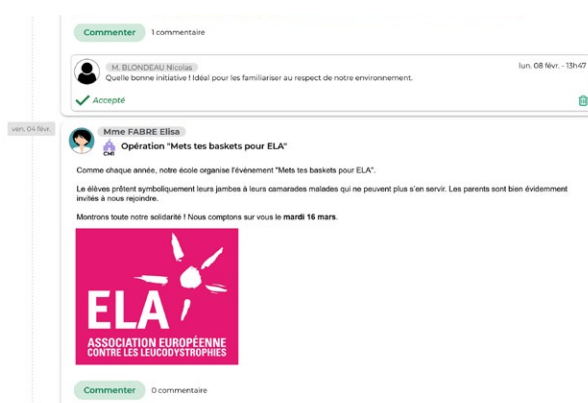 Commenter 1 commentaire
M. BLONDEAU Nicolas lun. 08 févr. - 13h47
Quelle bonne initiative ! Idéal pour les familiariser au respect de notre environnement.
Accepté
ven. 04 févr.
Mme FABRE Elisa
CM1 Opération "Mets tes baskets pour ELA"
Comme chaque année, notre école organise l'évènement "Mets tes baskets pour ELA".
Le élèves prêtent symboliquement leurs jambes à leurs camarades malades qui ne peuvent plus s'en servir. Les parents sont bien évidemment
invités à nous rejoindre.
Montrons toute notre solidarité ! Nous comptons sur vous le mardi 16 mars.
ELA
ASSOCIATION EUROPÉENNE
CONTRE LES LEUCODYSTROPHIES
Commenter 0 commentaire